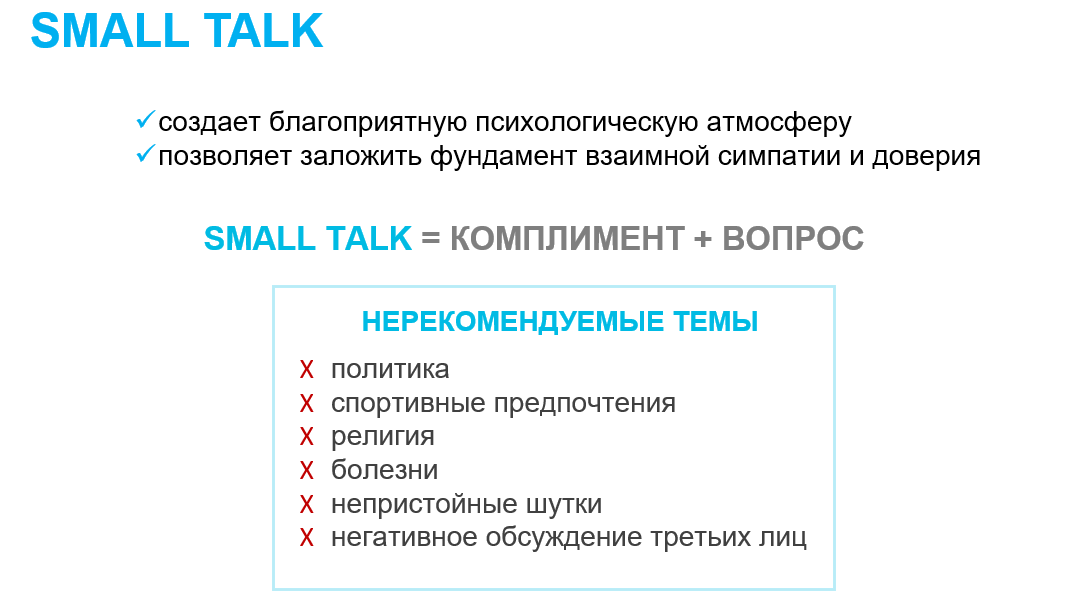 SMALL TALK
✓создает благоприятную психологическую атмосферу
✓позволяет заложить фундамент взаимной симпатии и доверия
SMALL TALK = КОМПЛИМЕНТ + ВОПРОС
НЕРЕКОМЕНДУЕМЫЕ ТЕМЫ
X политика
X спортивные предпочтения
X религия
X болезни
X непристойные шутки
X негативное обсуждение третьих лиц